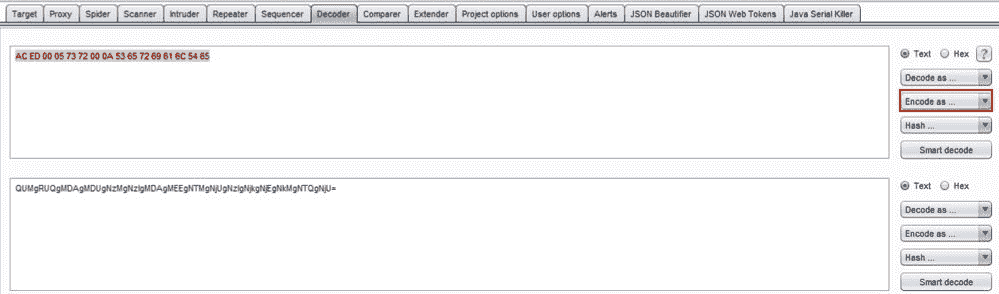 Target Proxy Spider Scanner Intruder Repeater Sequencer Decoder Comparer Extender Project options User options Alerts JSON Beautifier JSON Web Tokens Java Serial Killer
AC ED 00 05 73 72 00 0A 53 65 72 69 61 6C 54 65
Text Hex ?
Decode as ...
Encode as ...
Hash ...
Smart decode
QUMgRUQgMDAgMDUgNzMgNzIgMDAgMEEgNTMgNjUgNzIgNjkgNjEgNkMgNTQgNjU=
Text Hex
Decode as ...
Encode as ...
Hash ...
Smart decode